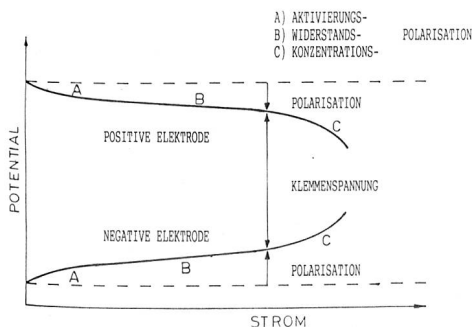 A) AKTIVIERUNGS-
B) WIDERSTANDS- POLARISATION
C) KONZENTRATIONS-
A
B
POLARISATION
POSITIVE ELEKTRODE
C
KLEMMENSPANNUNG
POTENTIAL
NEGATIVE ELEKTRODE
C
A
B
POLARISATION
STROM